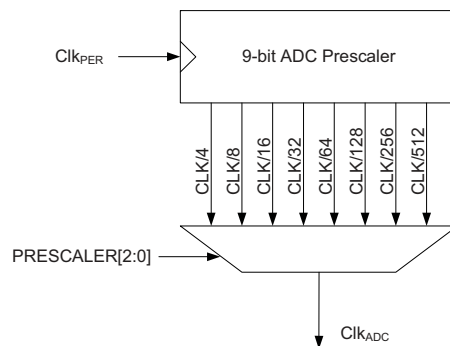 9-bit ADC Prescaler
ClkPER
CLK/4
CLK/8
CLK/16
CLK/32
CLK/64
CLK/128
CLK/256
CLK/512
PRESCALER[2:0]
ClkADC